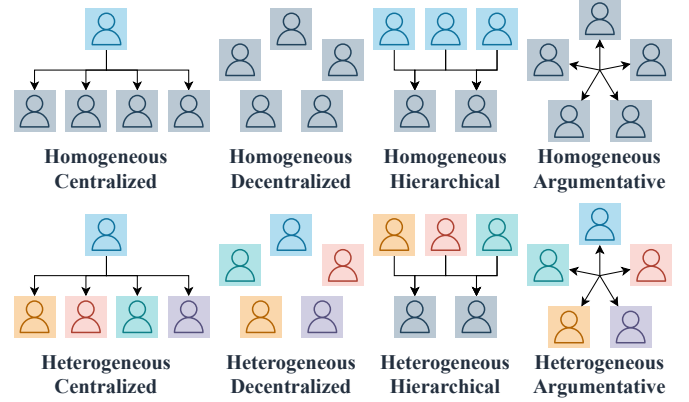 Homogeneous
Centralized
Homogeneous
Decentralized
Homogeneous
Hierarchical
Homogeneous
Argumentative
Heterogeneous
Centralized
Heterogeneous
Decentralized
Heterogeneous
Hierarchical
Heterogeneous
Argumentative